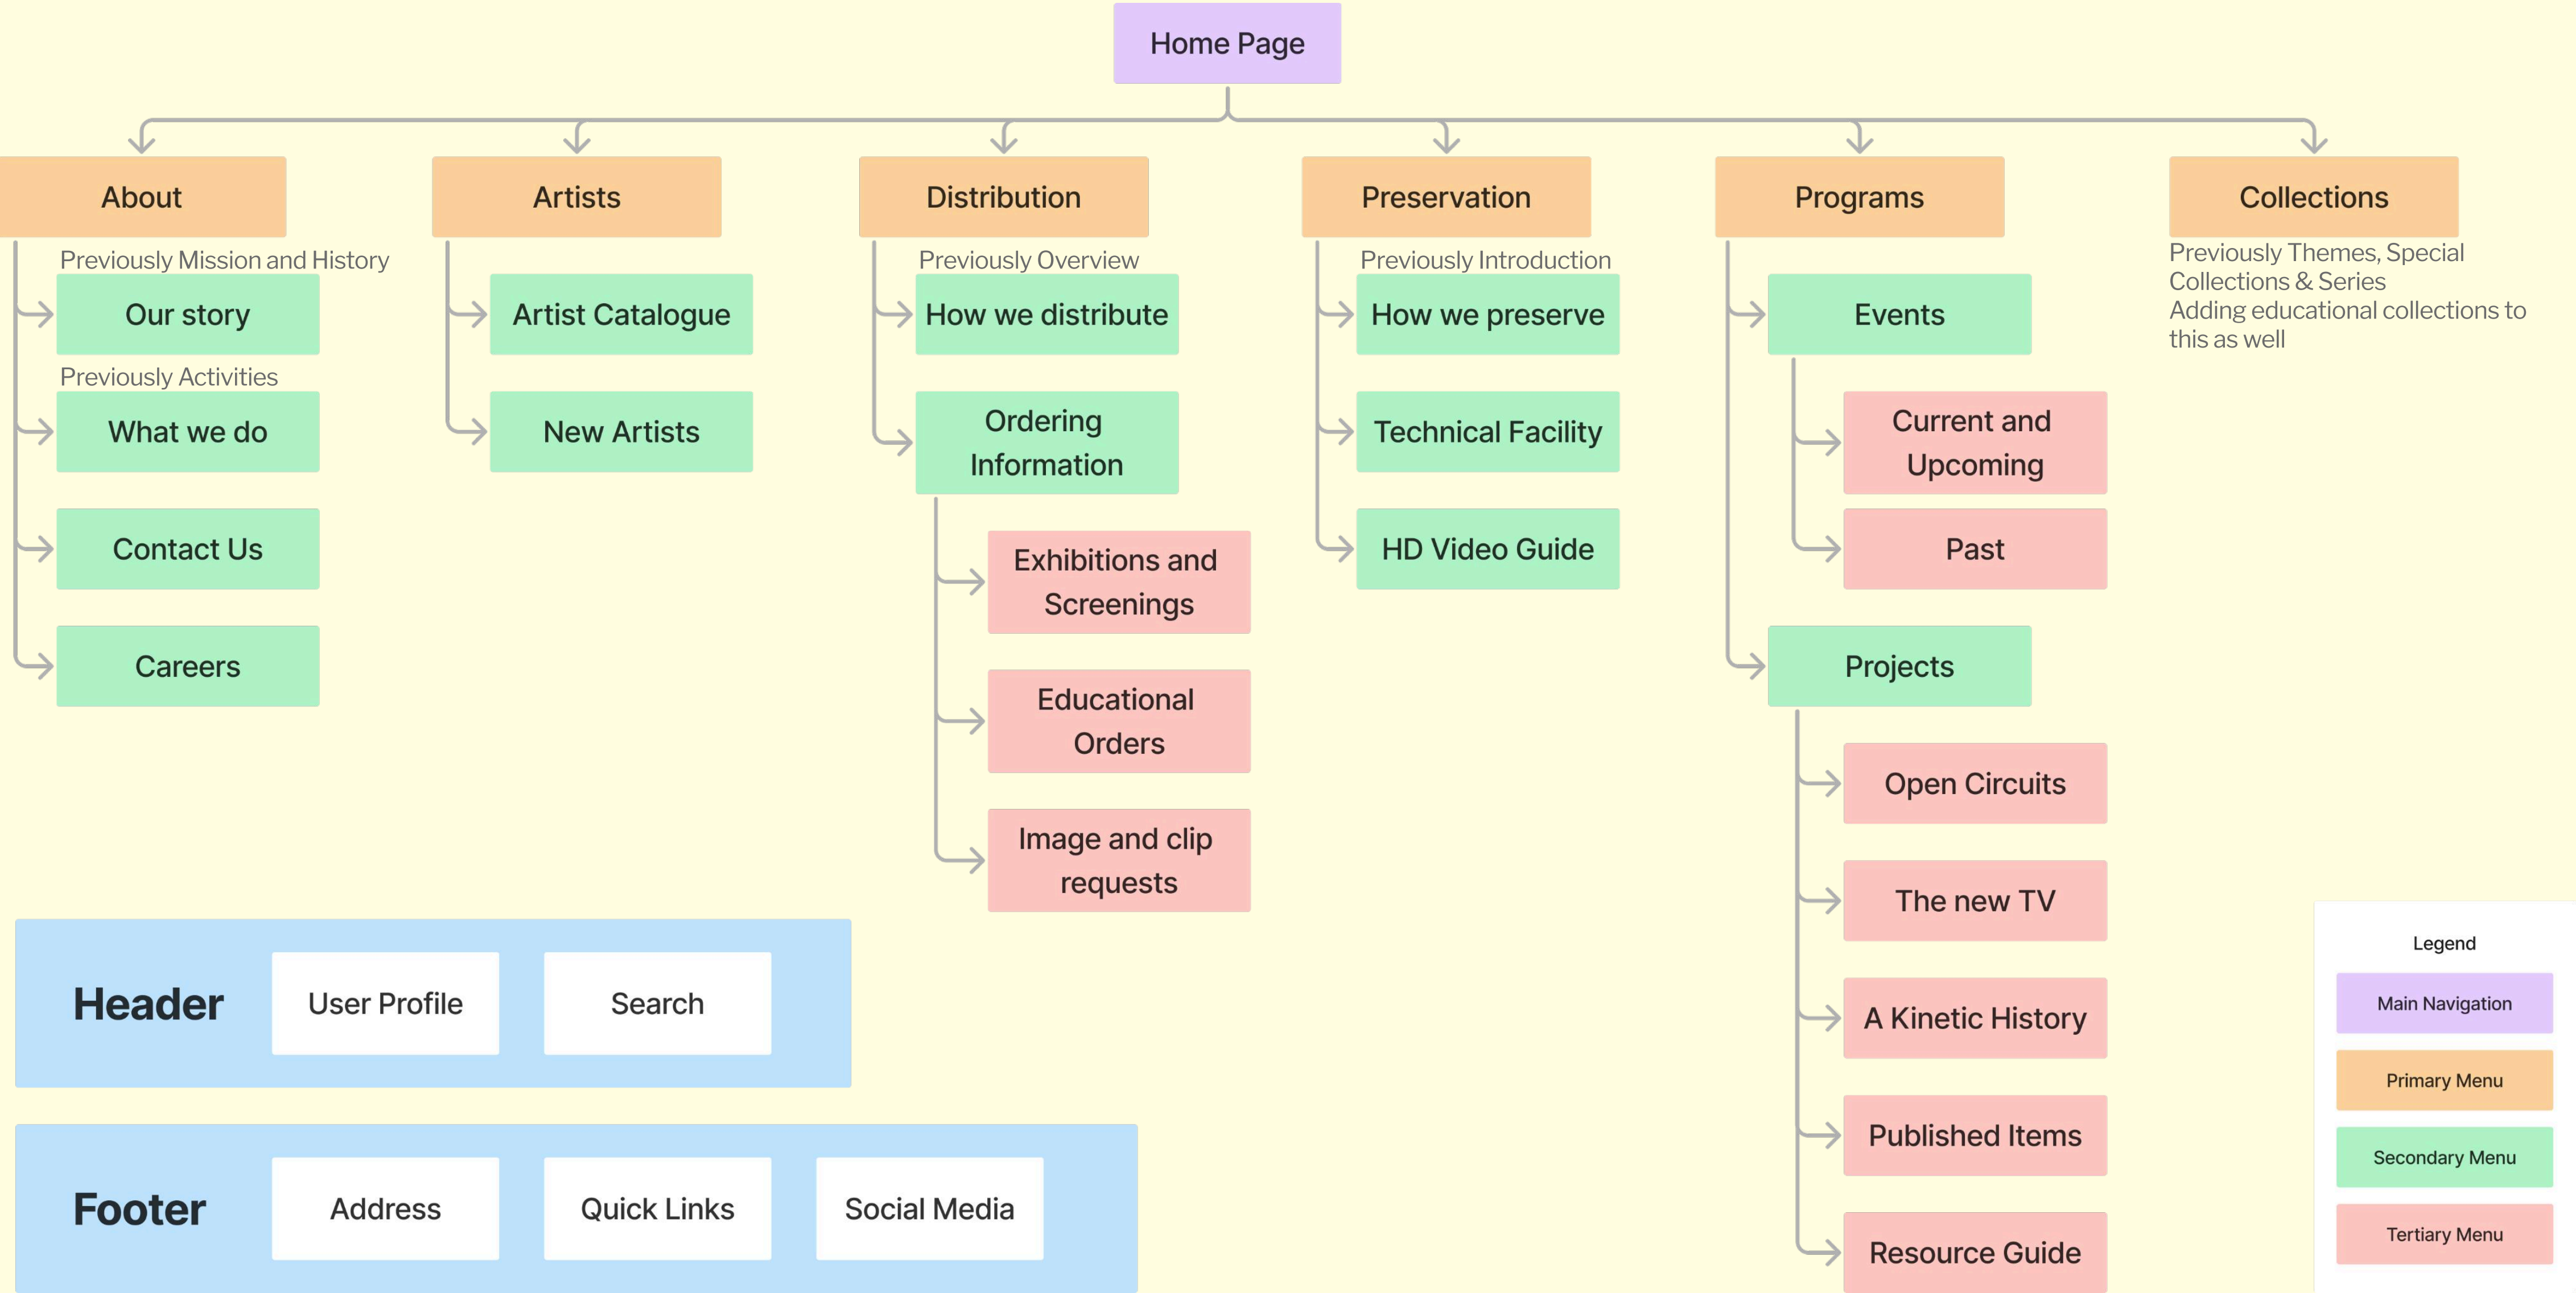 Home Page
About
Artists
Distribution
Preservation
Programs
Collections
Previously Mission and History
Our story
Previously Activities
What we do
Contact Us
Careers
Artist Catalogue
New Artists
Previously Overview
How we distribute
Ordering
Information
Exhibitions and
Screenings
Educational
Orders
Image and clip
requests
Previously Introduction
How we preserve
Technical Facility
HD Video Guide
Events
Current and
Upcoming
Past
Projects
Open Circuits
The new TV
A Kinetic History
Published Items
Resource Guide
Previously Themes, Special
Collections & Series
Adding educational collections to
this as well
Header
User Profile
Search
Footer
Address
Quick Links
Social Media
Legend
Main Navigation
Primary Menu
Secondary Menu
Tertiary Menu